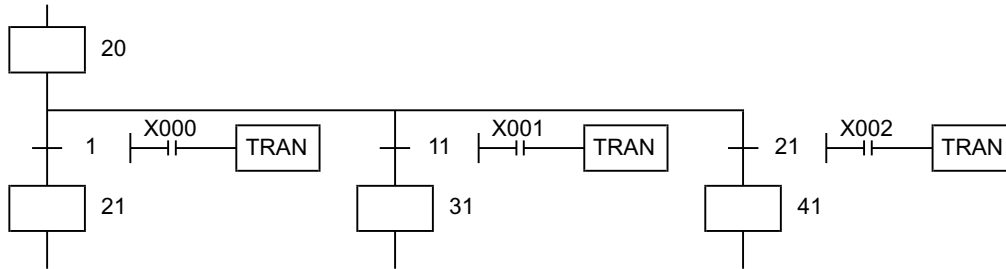 20
X000 X001 X002
1 TRAN 11 TRAN 21 TRAN
21 31 41